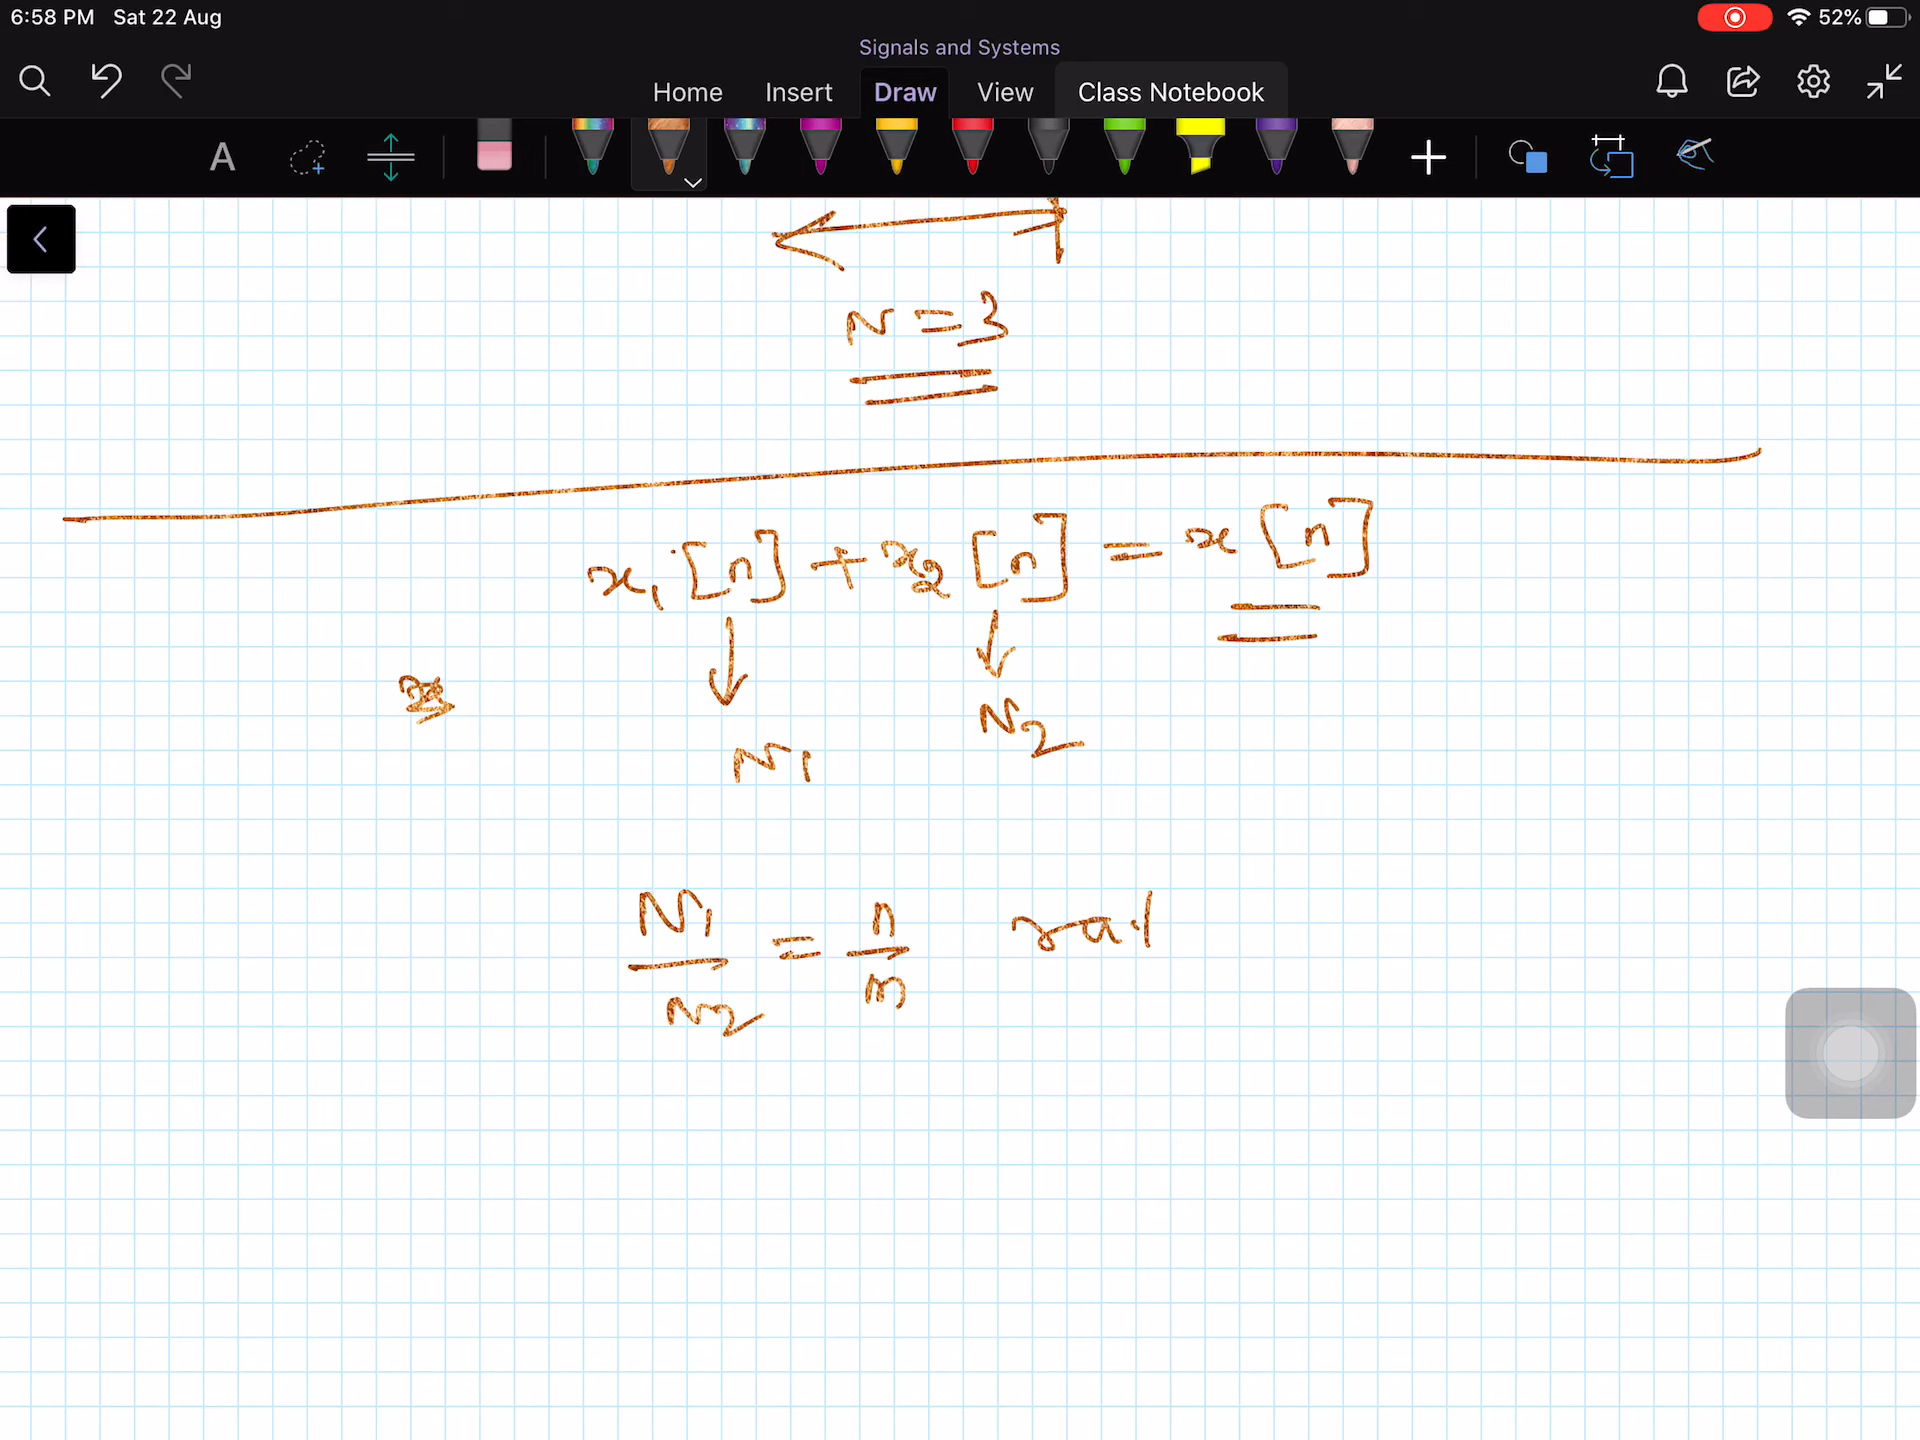 6:58 PM Sat 22 Aug
52%
Signals and Systems
Home Insert Draw View Class Notebook
A
N = 3
x₁[n] + x₂[n] = x[n]
N₁ N₂
N₁/N₂ = n/m rat